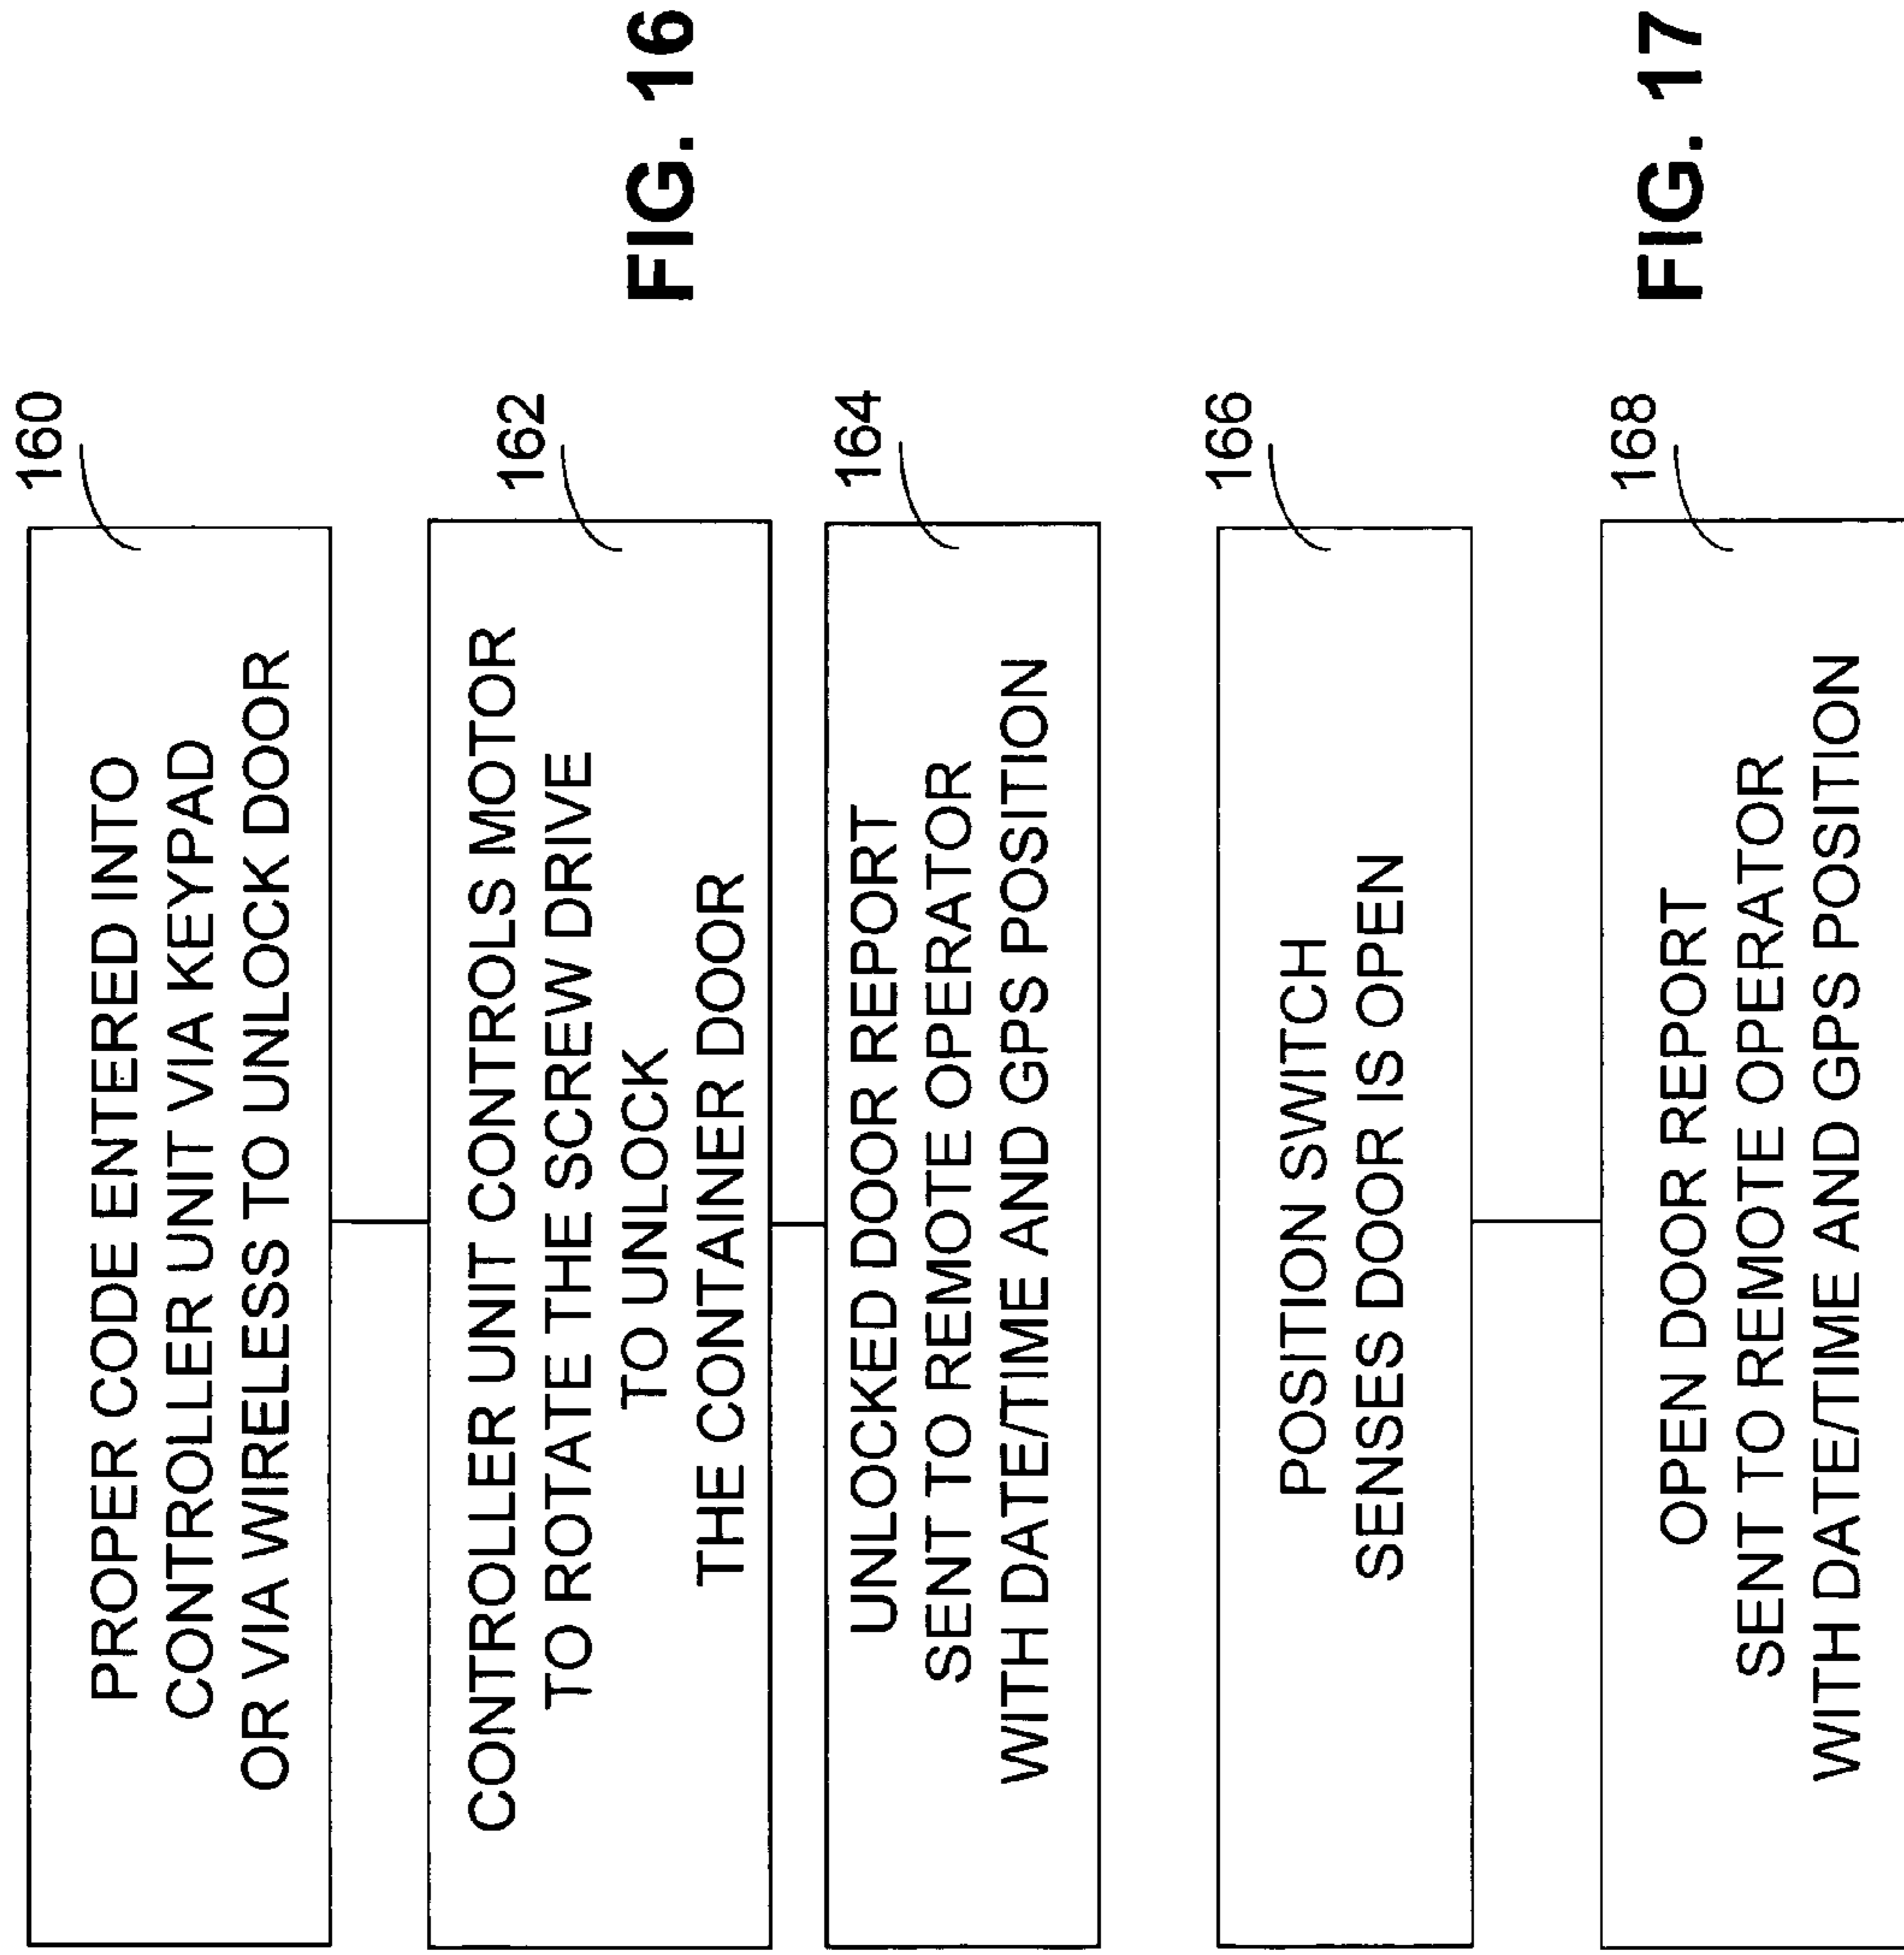 160
PROPER CODE ENTERED INTO
CONTROLLER UNIT VIA KEYPAD
OR VIA WIRELESS TO UNLOCK DOOR
162
CONTROLLER UNIT CONTROLS MOTOR
TO ROTATE THE SCREW DRIVE
TO UNLOCK
THE CONTAINER DOOR
FIG. 16
164
UNLOCKED DOOR REPORT
SENT TO REMOTE OPERATOR
WITH DATE/TIME AND GPS POSITION
166
POSITION SWITCH
SENSES DOOR IS OPEN
168
OPEN DOOR REPORT
SENT TO REMOTE OPERATOR
WITH DATE/TIME AND GPS POSITION
FIG. 17